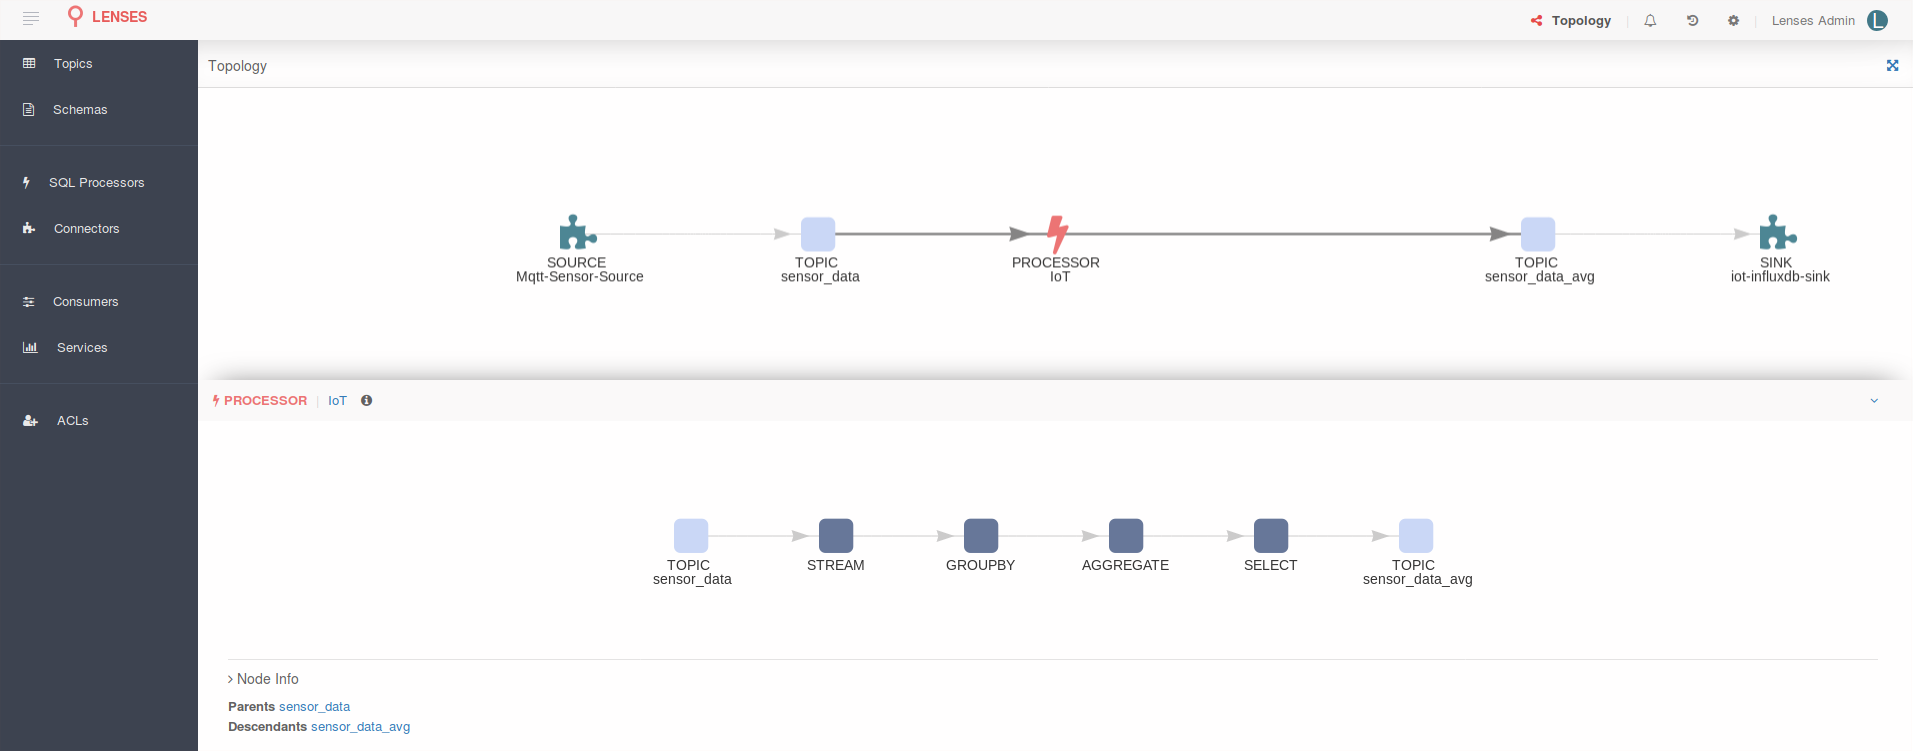 LENSES
Topology
Lenses Admin
L
Topics
Schemas
SQL Processors
Connectors
Consumers
Services
ACLs
Topology
SOURCE
Mqtt-Sensor-Source
TOPIC
sensor_data
PROCESSOR
IoT
TOPIC
sensor_data_avg
SINK
iot-influxdb-sink
PROCESSOR | IoT
TOPIC
sensor_data
STREAM
GROUPBY
AGGREGATE
SELECT
TOPIC
sensor_data_avg
Node Info
Parents sensor_data
Descendants sensor_data_avg